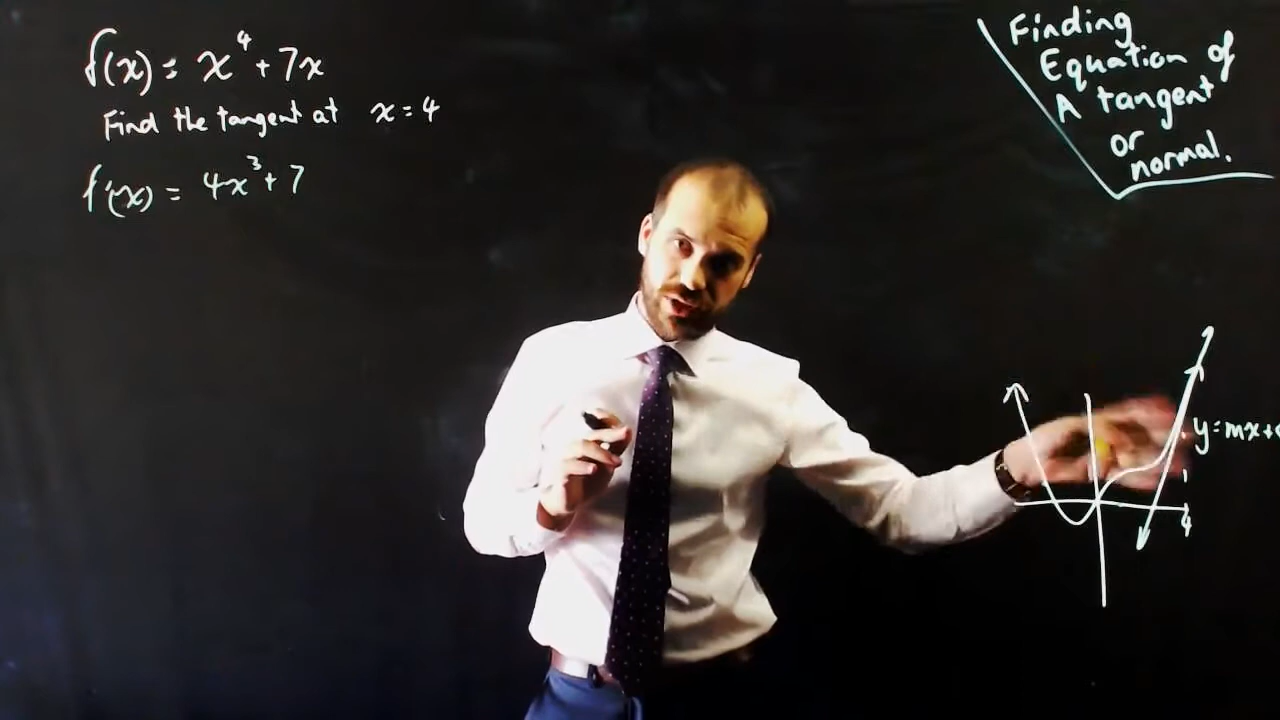 f(x) = x⁴ + 7x
Find the tangent at x = 4
f'(x) = 4x³ + 7
Finding
Equation of
A tangent
or
normal.
y = mx + c
4